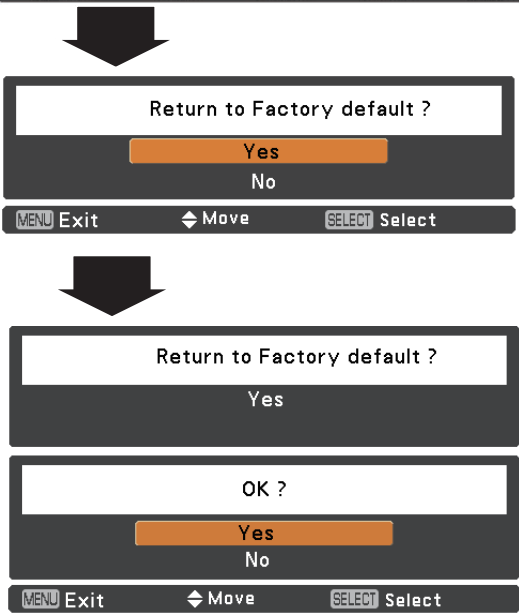 Return to Factory default ?
Yes
No
MENU Exit Move SELECT Select
Return to Factory default ?
Yes
OK ?
Yes
No
MENU Exit Move SELECT Select